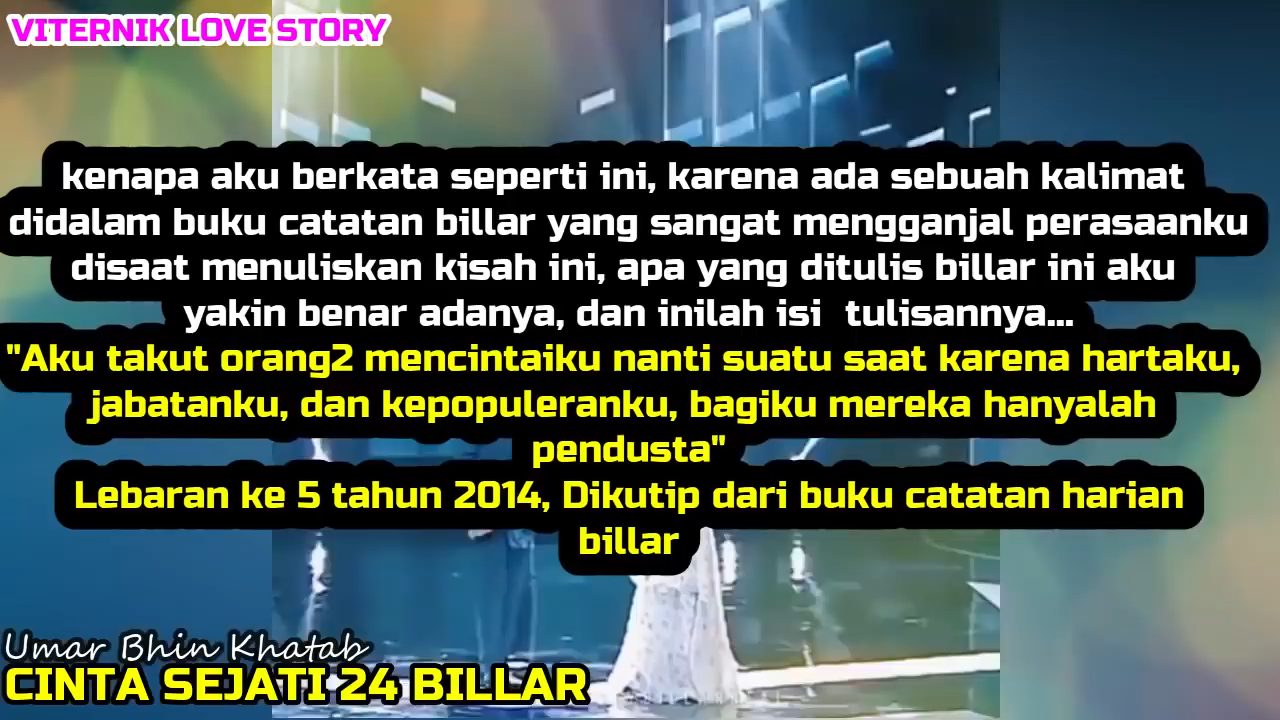 VITERNIK LOVE STORY
kenapa aku berkata seperti ini, karena ada sebuah kalimat
didalam buku catatan billar yang sangat mengganjal perasaanku
disaat menuliskan kisah ini, apa yang ditulis billar ini aku
yakin benar adanya, dan inilah isi  tulisannya...
"Aku takut orang2 mencintaiku nanti suatu saat karena hartaku,
jabatanku, dan kepopuleranku, bagiku mereka hanyalah
pendusta"
Lebaran ke 5 tahun 2014, Dikutip dari buku catatan harian
billar
Umar Bhin Khatab
CINTA SEJATI 24 BILLAR